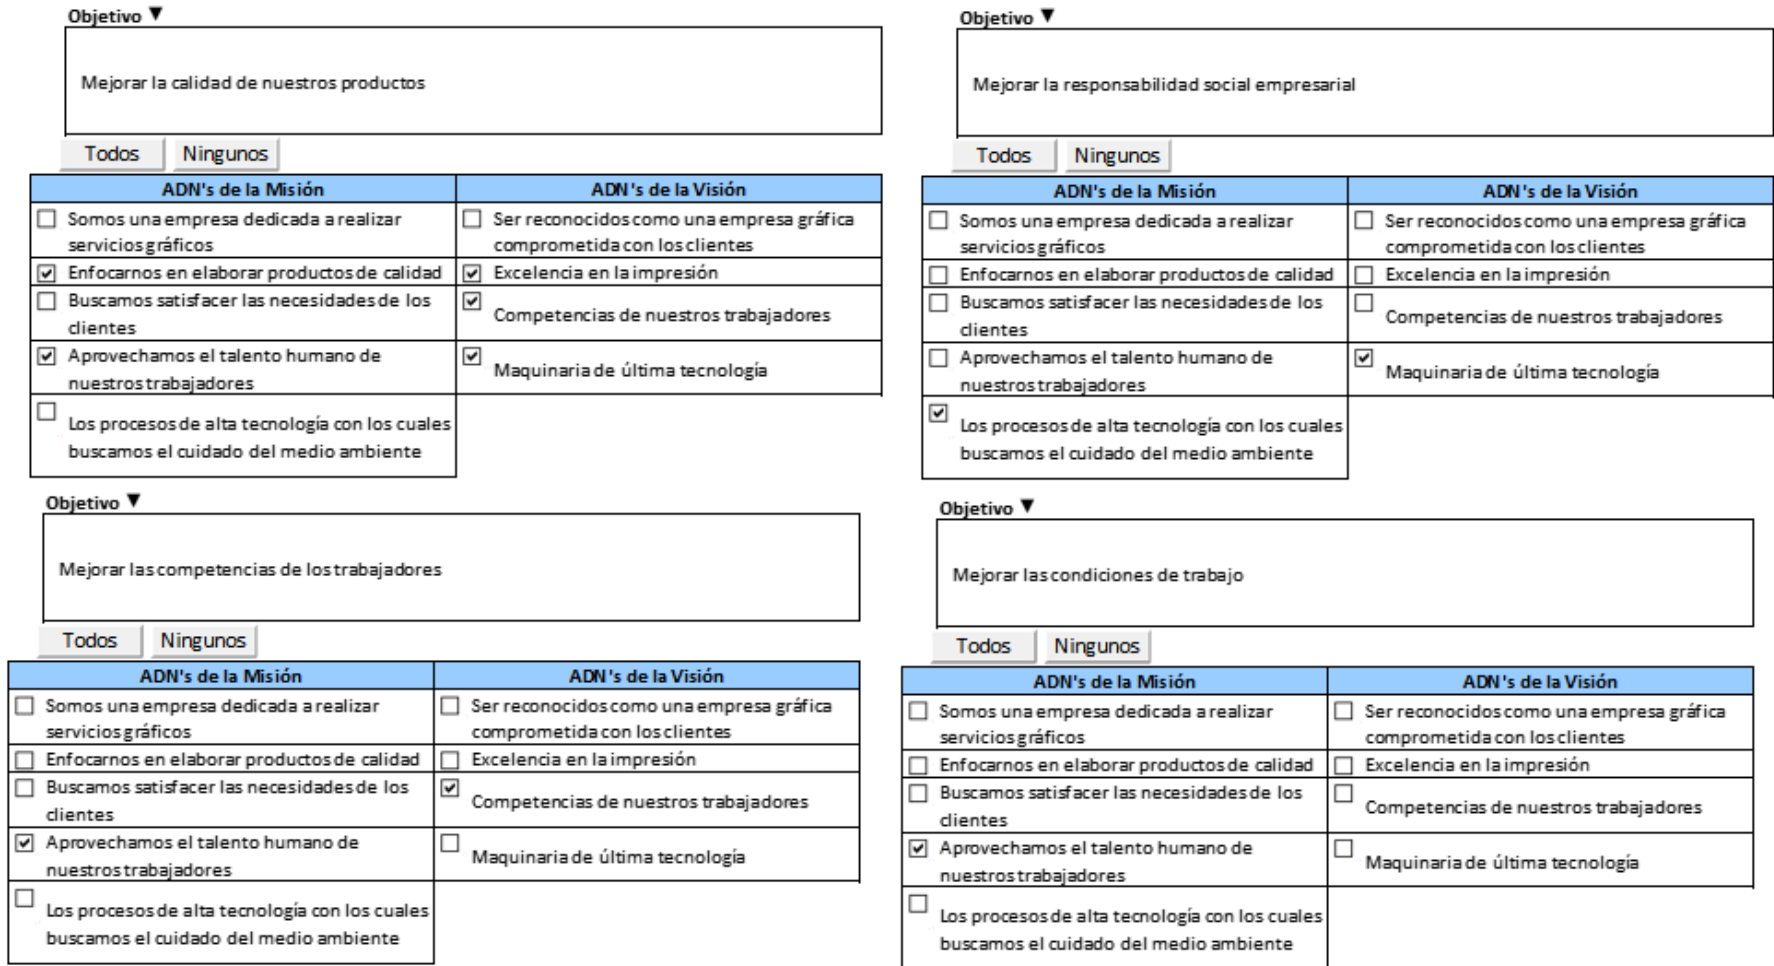 Objetivo ▼
Mejorar la calidad de nuestros productos
Todos Ningunos
ADN's de la Misión ADN's de la Visión
Somos una empresa dedicada a realizar
servicios gráficos
Ser reconocidos como una empresa gráfica
comprometida con los clientes
Enfocarnos en elaborar productos de calidad
Excelencia en la impresión
Buscamos satisfacer las necesidades de los
clientes
Competencias de nuestros trabajadores
Aprovechamos el talento humano de
nuestros trabajadores
Maquinaria de última tecnología
Los procesos de alta tecnología con los cuales
buscamos el cuidado del medio ambiente
Objetivo ▼
Mejorar la responsabilidad social empresarial
Todos Ningunos
ADN's de la Misión ADN's de la Visión
Somos una empresa dedicada a realizar
servicios gráficos
Ser reconocidos como una empresa gráfica
comprometida con los clientes
Enfocarnos en elaborar productos de calidad
Excelencia en la impresión
Buscamos satisfacer las necesidades de los
clientes
Competencias de nuestros trabajadores
Aprovechamos el talento humano de
nuestros trabajadores
Maquinaria de última tecnología
Los procesos de alta tecnología con los cuales
buscamos el cuidado del medio ambiente
Objetivo ▼
Mejorar las competencias de los trabajadores
Todos Ningunos
ADN's de la Misión ADN's de la Visión
Somos una empresa dedicada a realizar
servicios gráficos
Ser reconocidos como una empresa gráfica
comprometida con los clientes
Enfocarnos en elaborar productos de calidad
Excelencia en la impresión
Buscamos satisfacer las necesidades de los
clientes
Competencias de nuestros trabajadores
Aprovechamos el talento humano de
nuestros trabajadores
Maquinaria de última tecnología
Los procesos de alta tecnología con los cuales
buscamos el cuidado del medio ambiente
Objetivo ▼
Mejorar las condiciones de trabajo
Todos Ningunos
ADN's de la Misión ADN's de la Visión
Somos una empresa dedicada a realizar
servicios gráficos
Ser reconocidos como una empresa gráfica
comprometida con los clientes
Enfocarnos en elaborar productos de calidad
Excelencia en la impresión
Buscamos satisfacer las necesidades de los
clientes
Competencias de nuestros trabajadores
Aprovechamos el talento humano de
nuestros trabajadores
Maquinaria de última tecnología
Los procesos de alta tecnología con los cuales
buscamos el cuidado del medio ambiente